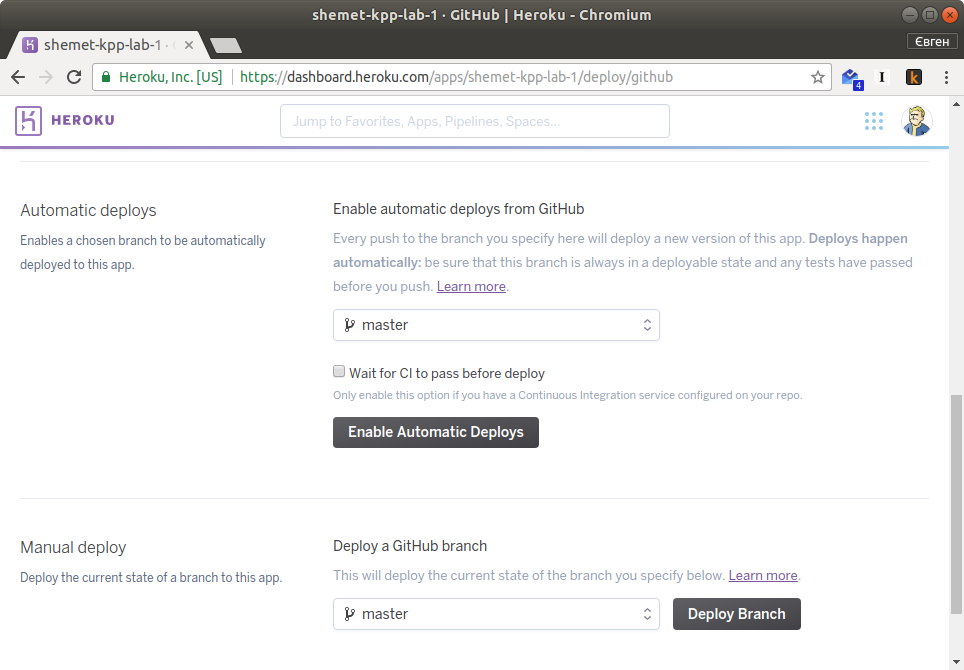 shemet-kpp-lab-1 · GitHub | Heroku - Chromium
shemet-kpp-lab-1 ·
Євген
Heroku, Inc. [US] https://dashboard.heroku.com/apps/shemet-kpp-lab-1/deploy/github
4
I
k
HEROKU
Jump to Favorites, Apps, Pipelines, Spaces...
Automatic deploys
Enables a chosen branch to be automatically
deployed to this app.
Enable automatic deploys from GitHub
Every push to the branch you specify here will deploy a new version of this app. Deploys happen
automatically: be sure that this branch is always in a deployable state and any tests have passed
before you push. Learn more.
master
Wait for CI to pass before deploy
Only enable this option if you have a Continuous Integration service configured on your repo.
Enable Automatic Deploys
Manual deploy
Deploy the current state of a branch to this app.
Deploy a GitHub branch
This will deploy the current state of the branch you specify below. Learn more.
master
Deploy Branch